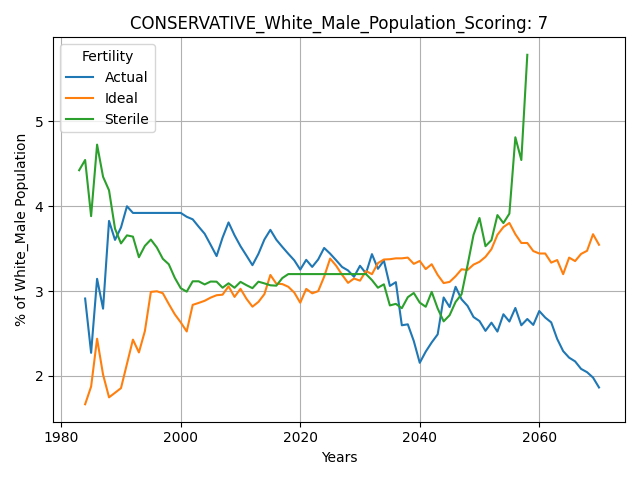 CONSERVATIVE_White_Male_Population_Scoring: 7
Fertility
Actual
Ideal
Sterile
% of White_Male Population
5
4
3
2
1980
2000
2020
2040
2060
Years